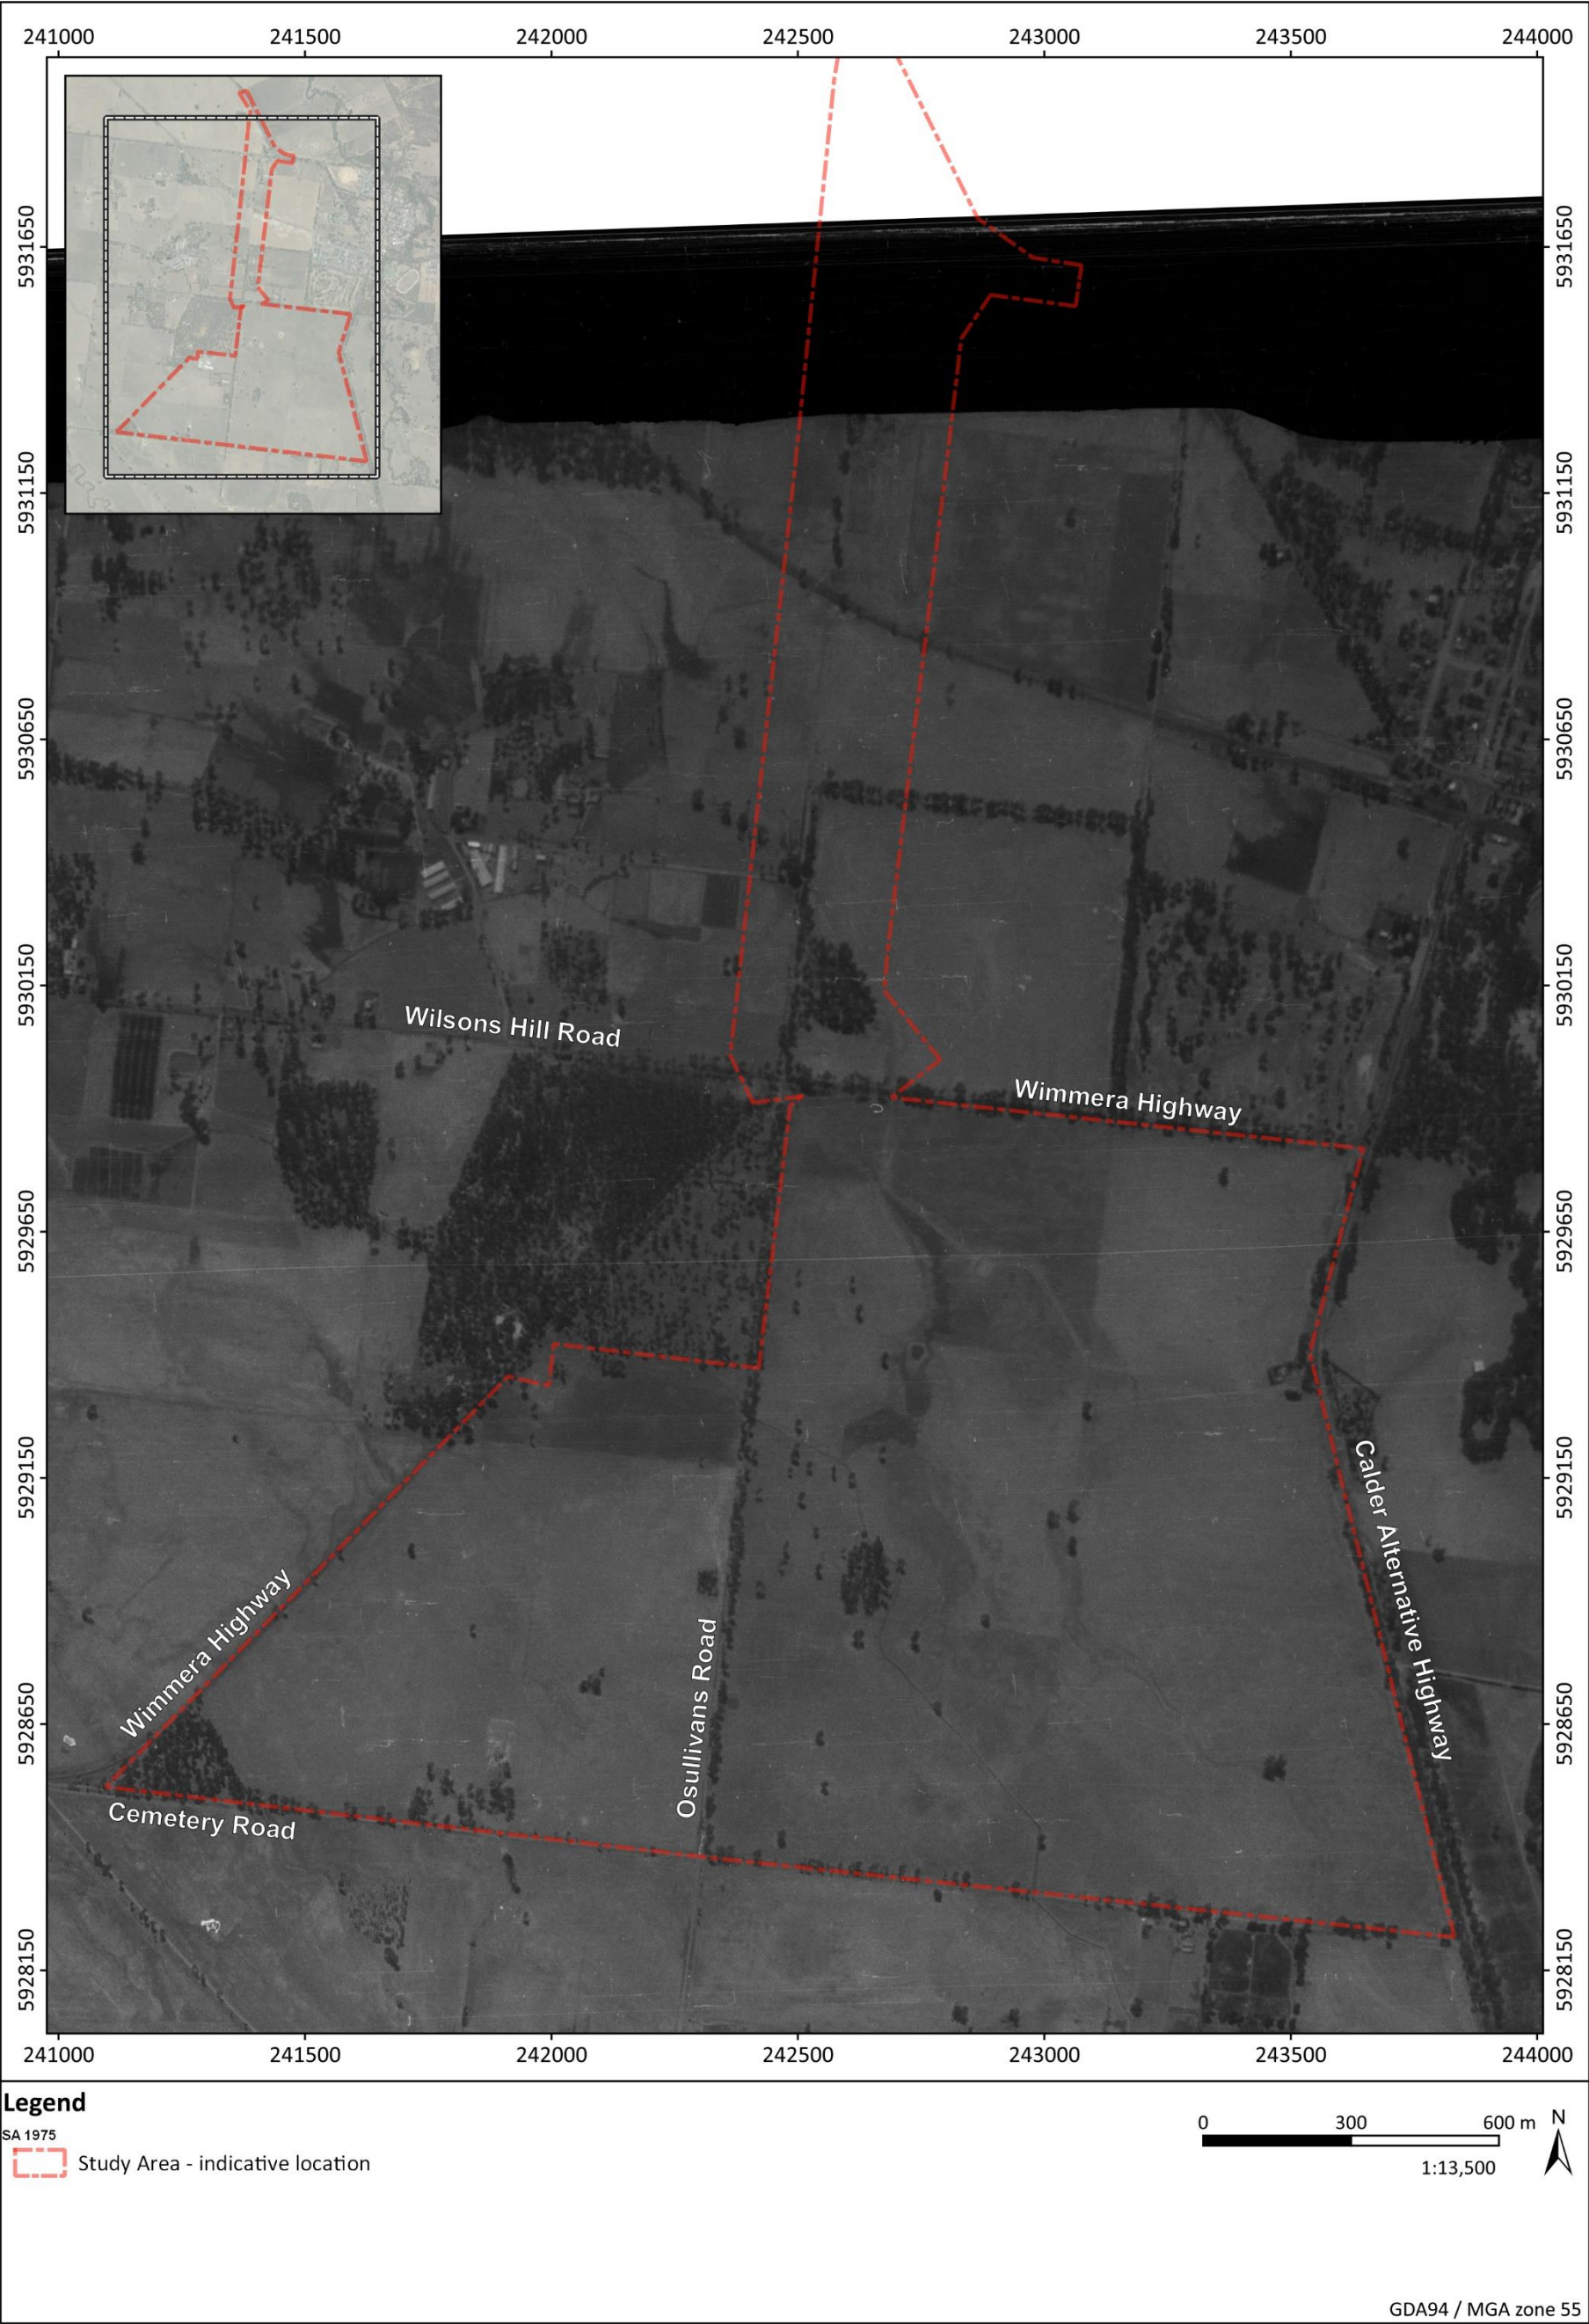 241000 241500 242000 242500 243000 243500 244000
5931650 5931650
5931150 5931150
5930650 5930650
5930150 5930150
Wilsons Hill Road
Wimmera Highway
5929650 5929650
5929150 5929150
Calder Alternative Highway
Wimmera Highway
Osullivans Road
5928650 5928650
Cemetery Road
5928150 5928150
241000 241500 242000 242500 243000 243500 244000
Legend
SA 1975
Study Area - indicative location
0 300 600 m
N
1:13,500
GDA94 / MGA zone 55